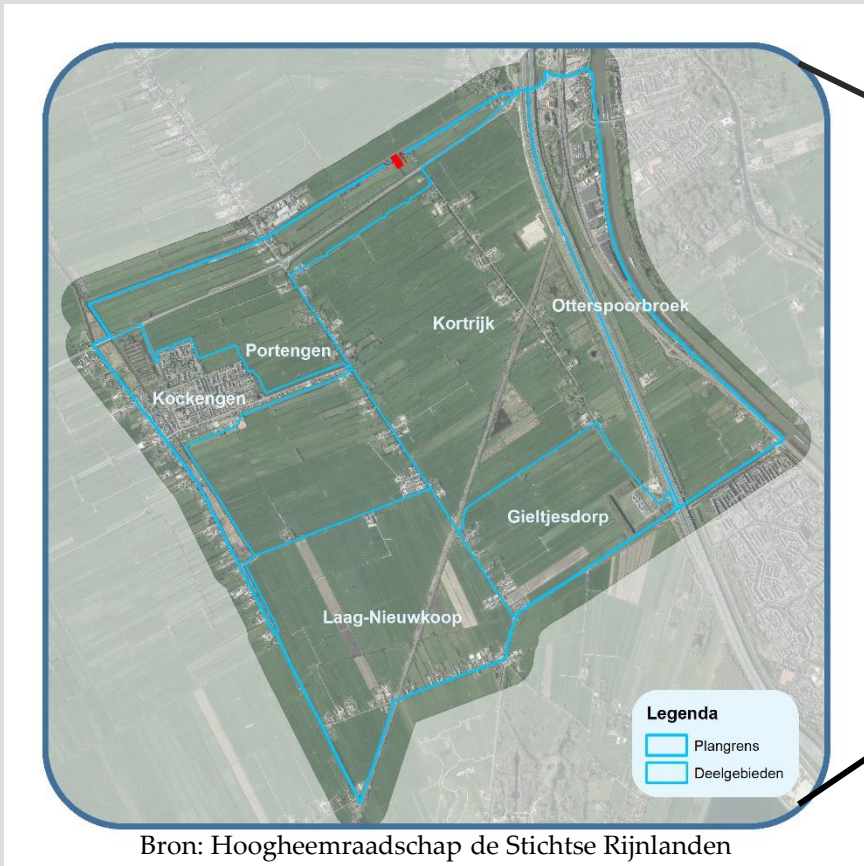 Otterspoorbroek
Kortrijk
Portengen
Kockengen
Gieltjesdorp
Laag-Nieuwkoop
Legenda
Plangrens
Deelgebieden
Bron: Hoogheemraadschap de Stichtse Rijnlanden